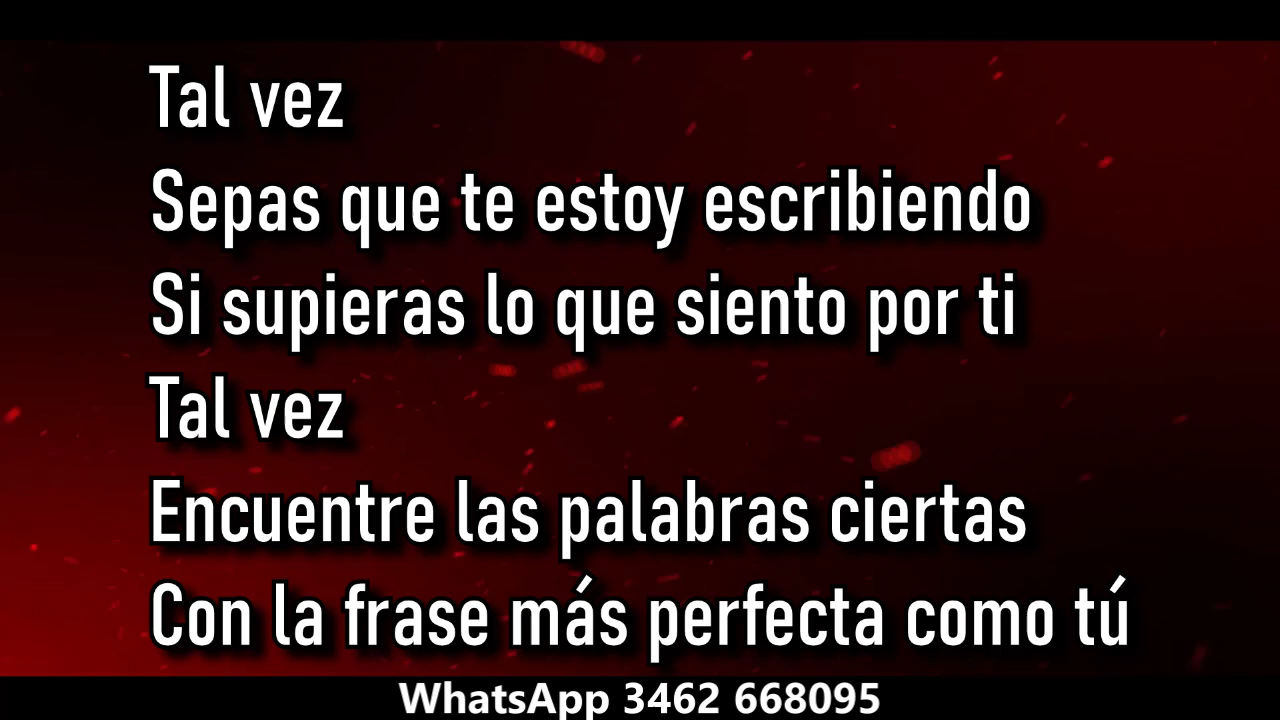 Tal vez
Sepas que te estoy escribiendo
Si supieras lo que siento por ti
Tal vez
Encuentre las palabras ciertas
Con la frase más perfecta como tú
WhatsApp 3462 668095